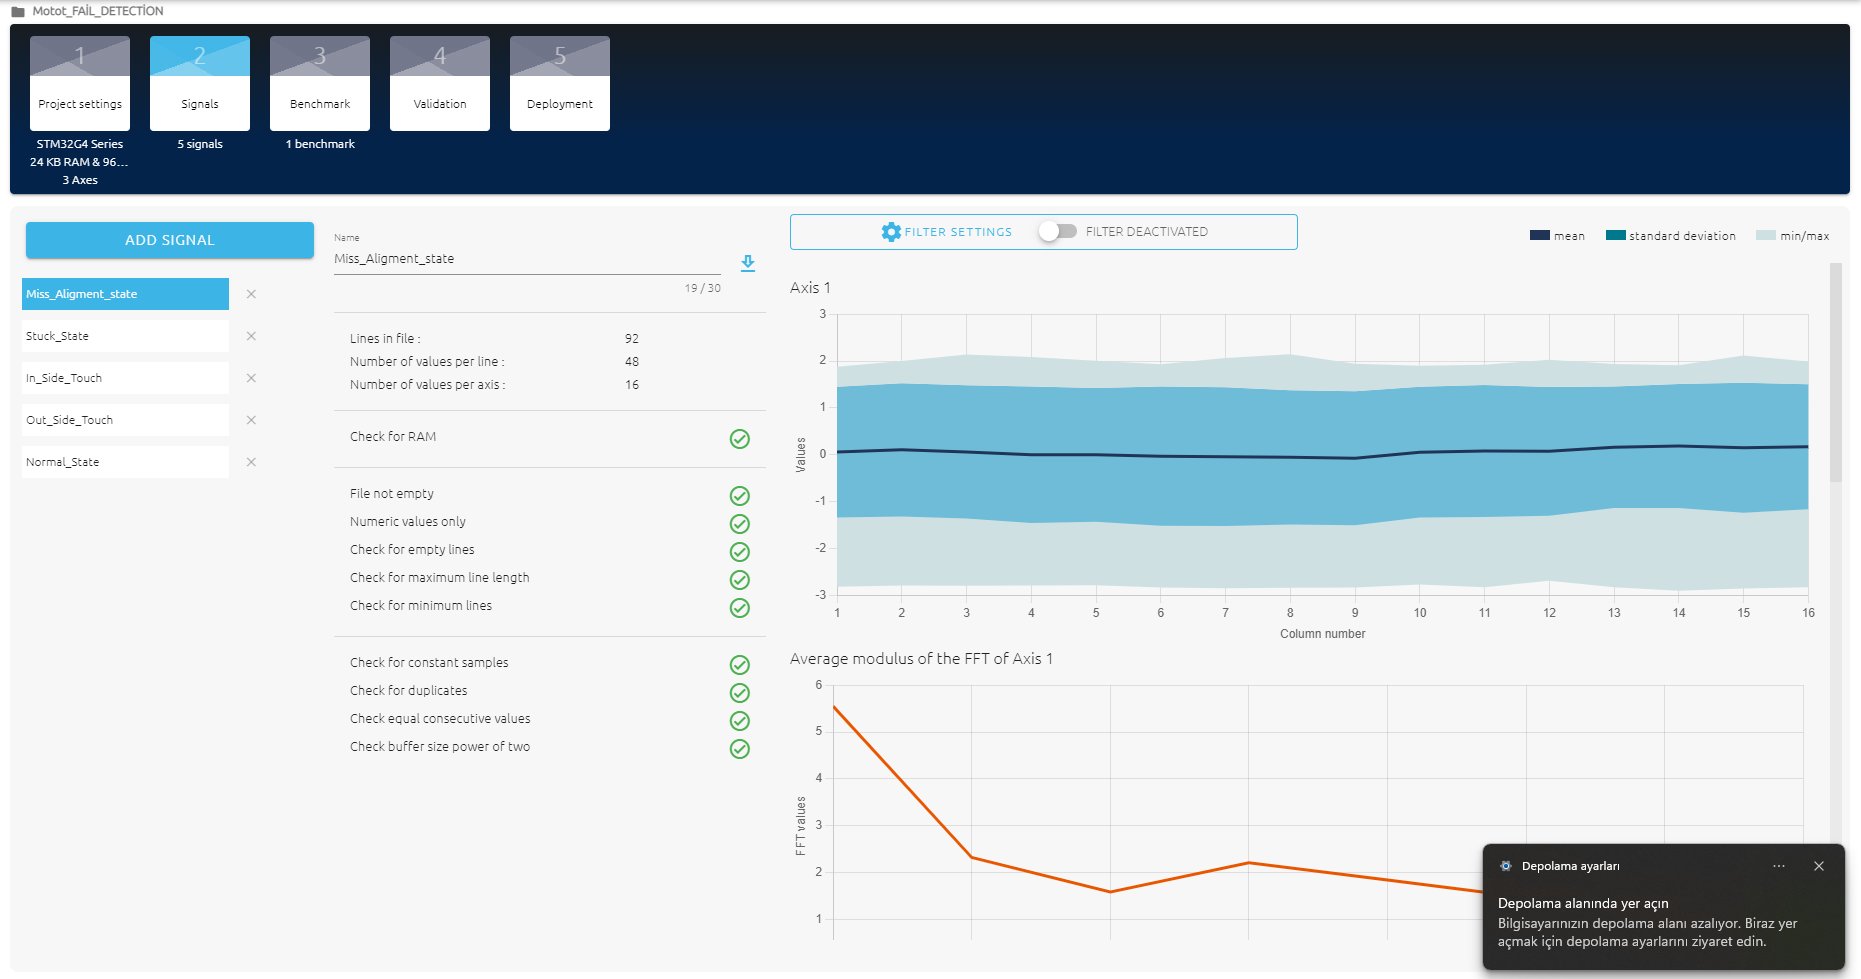 Motot_FAİL_DETECTİON
1
Project settings
STM32G4 Series
24 KB RAM & 96...
3 Axes
2
Signals
5 signals
3
Benchmark
1 benchmark
4
Validation
5
Deployment
ADD SIGNAL
Miss_Aligment_state
Stuck_State
In_Side_Touch
Out_Side_Touch
Normal_State
Name
Miss_Aligment_state
19 / 30
Lines in file : 92
Number of values per line : 48
Number of values per axis : 16
Check for RAM
File not empty
Numeric values only
Check for empty lines
Check for maximum line length
Check for minimum lines
Check for constant samples
Check for duplicates
Check equal consecutive values
Check buffer size power of two
FILTER SETTINGS FILTER DEACTIVATED
mean standard deviation min/max
Axis 1
3
2
1
0
-1
-2
-3
Values
1 2 3 4 5 6 7 8 9 10 11 12 13 14 15 16
Column number
Average modulus of the FFT of Axis 1
6
5
4
3
2
1
FFT values
Depolama ayarları
Depolama alanında yer açın
Bilgisayarınızın depolama alanı azalıyor. Biraz yer
açmak için depolama ayarlarını ziyaret edin.